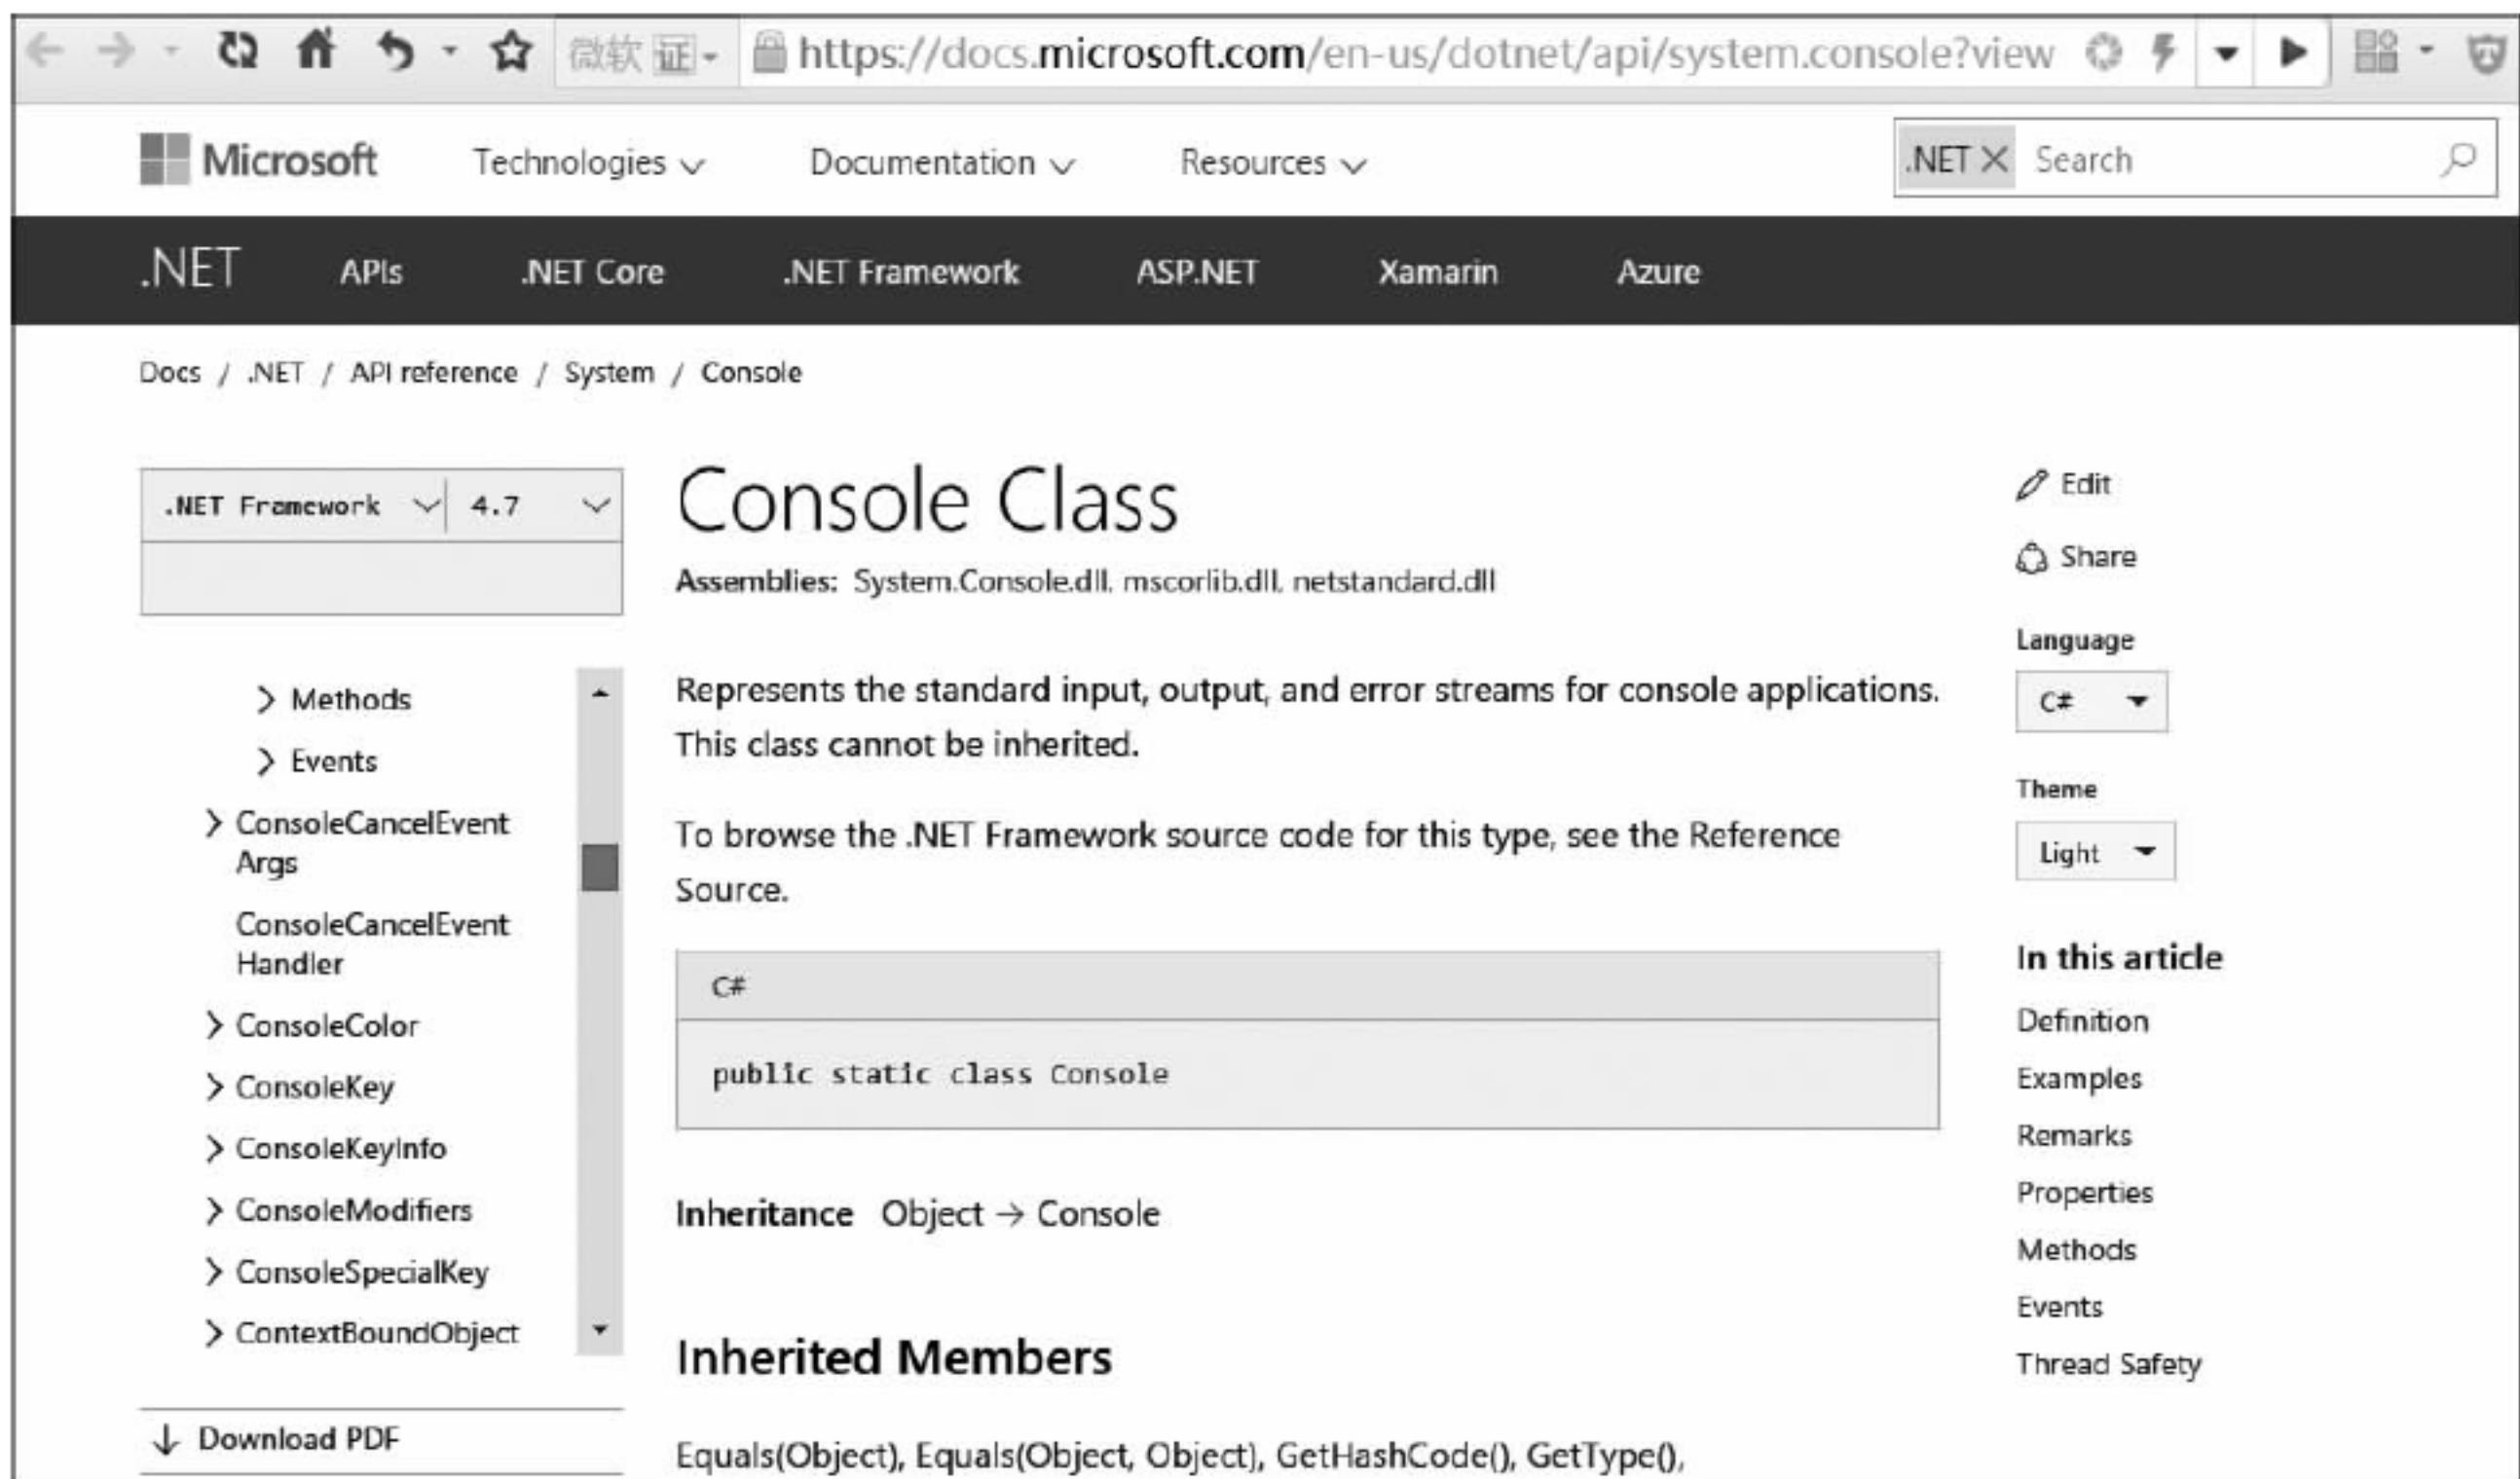 微软 证 https://docs.microsoft.com/en-us/dotnet/api/system.console?view
Microsoft Technologies Documentation Resources .NET Search
.NET APIs .NET Core .NET Framework ASP.NET Xamarin Azure
Docs / .NET / API reference / System / Console
.NET Framework 4.7
Methods
Events
ConsoleCancelEvent
Args
ConsoleCancelEvent
Handler
ConsoleColor
ConsoleKey
ConsoleKeyInfo
ConsoleModifiers
ConsoleSpecialKey
ContextBoundObject
Download PDF
Console Class
Assemblies: System.Console.dll, mscorlib.dll, netstandard.dll
Represents the standard input, output, and error streams for console applications.
This class cannot be inherited.
To browse the .NET Framework source code for this type, see the Reference
Source.
C#
public static class Console
Inheritance Object → Console
Inherited Members
Equals(Object), Equals(Object, Object), GetHashCode(), GetType(),
Edit
Share
Language
C#
Theme
Light
In this article
Definition
Examples
Remarks
Properties
Methods
Events
Thread Safety